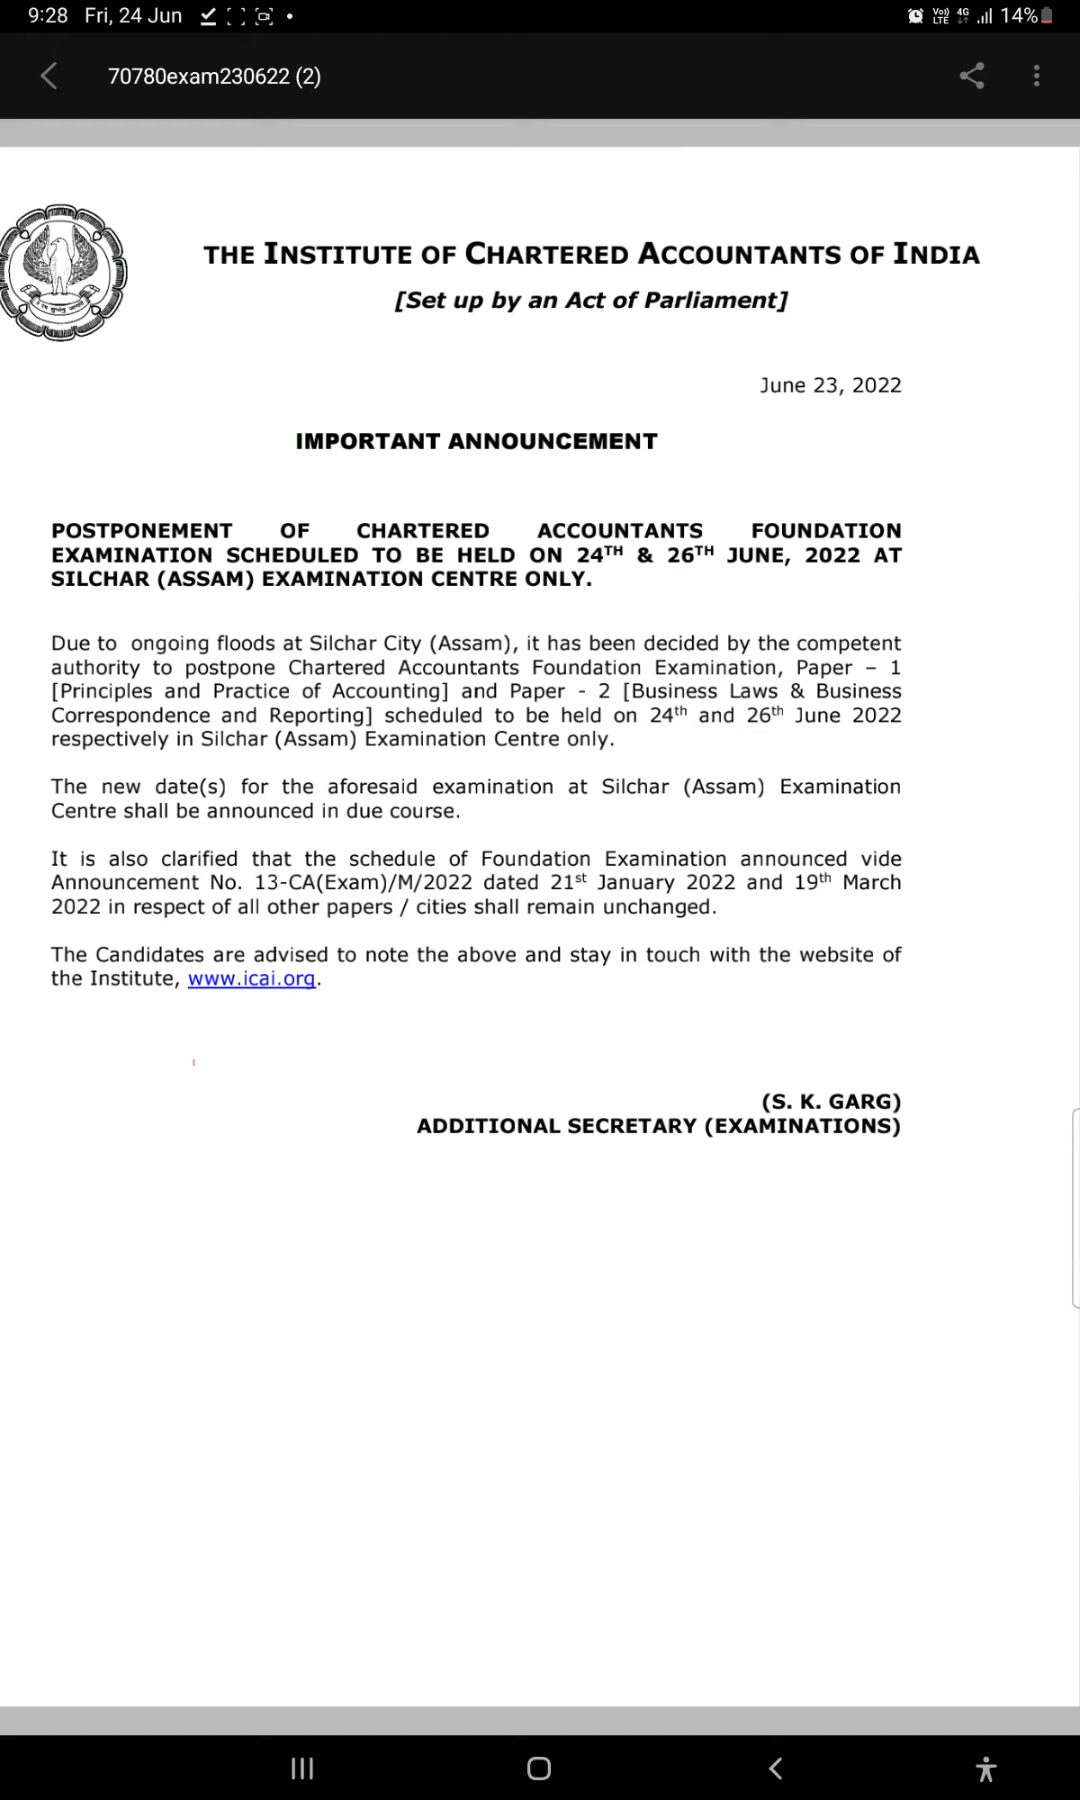 9:28 Fri, 24 Jun
Vo)) LTE 4G 14%
70780exam230622 (2)
THE INSTITUTE OF CHARTERED ACCOUNTANTS OF INDIA
[Set up by an Act of Parliament]
June 23, 2022
IMPORTANT ANNOUNCEMENT
POSTPONEMENT OF CHARTERED ACCOUNTANTS FOUNDATION
EXAMINATION SCHEDULED TO BE HELD ON 24TH & 26TH JUNE, 2022 AT
SILCHAR (ASSAM) EXAMINATION CENTRE ONLY.
Due to ongoing floods at Silchar City (Assam), it has been decided by the competent
authority to postpone Chartered Accountants Foundation Examination, Paper – 1
[Principles and Practice of Accounting] and Paper - 2 [Business Laws & Business
Correspondence and Reporting] scheduled to be held on 24th and 26th June 2022
respectively in Silchar (Assam) Examination Centre only.
The new date(s) for the aforesaid examination at Silchar (Assam) Examination
Centre shall be announced in due course.
It is also clarified that the schedule of Foundation Examination announced vide
Announcement No. 13-CA(Exam)/M/2022 dated 21st January 2022 and 19th March
2022 in respect of all other papers / cities shall remain unchanged.
The Candidates are advised to note the above and stay in touch with the website of
the Institute, www.icai.org.
(S. K. GARG)
ADDITIONAL SECRETARY (EXAMINATIONS)